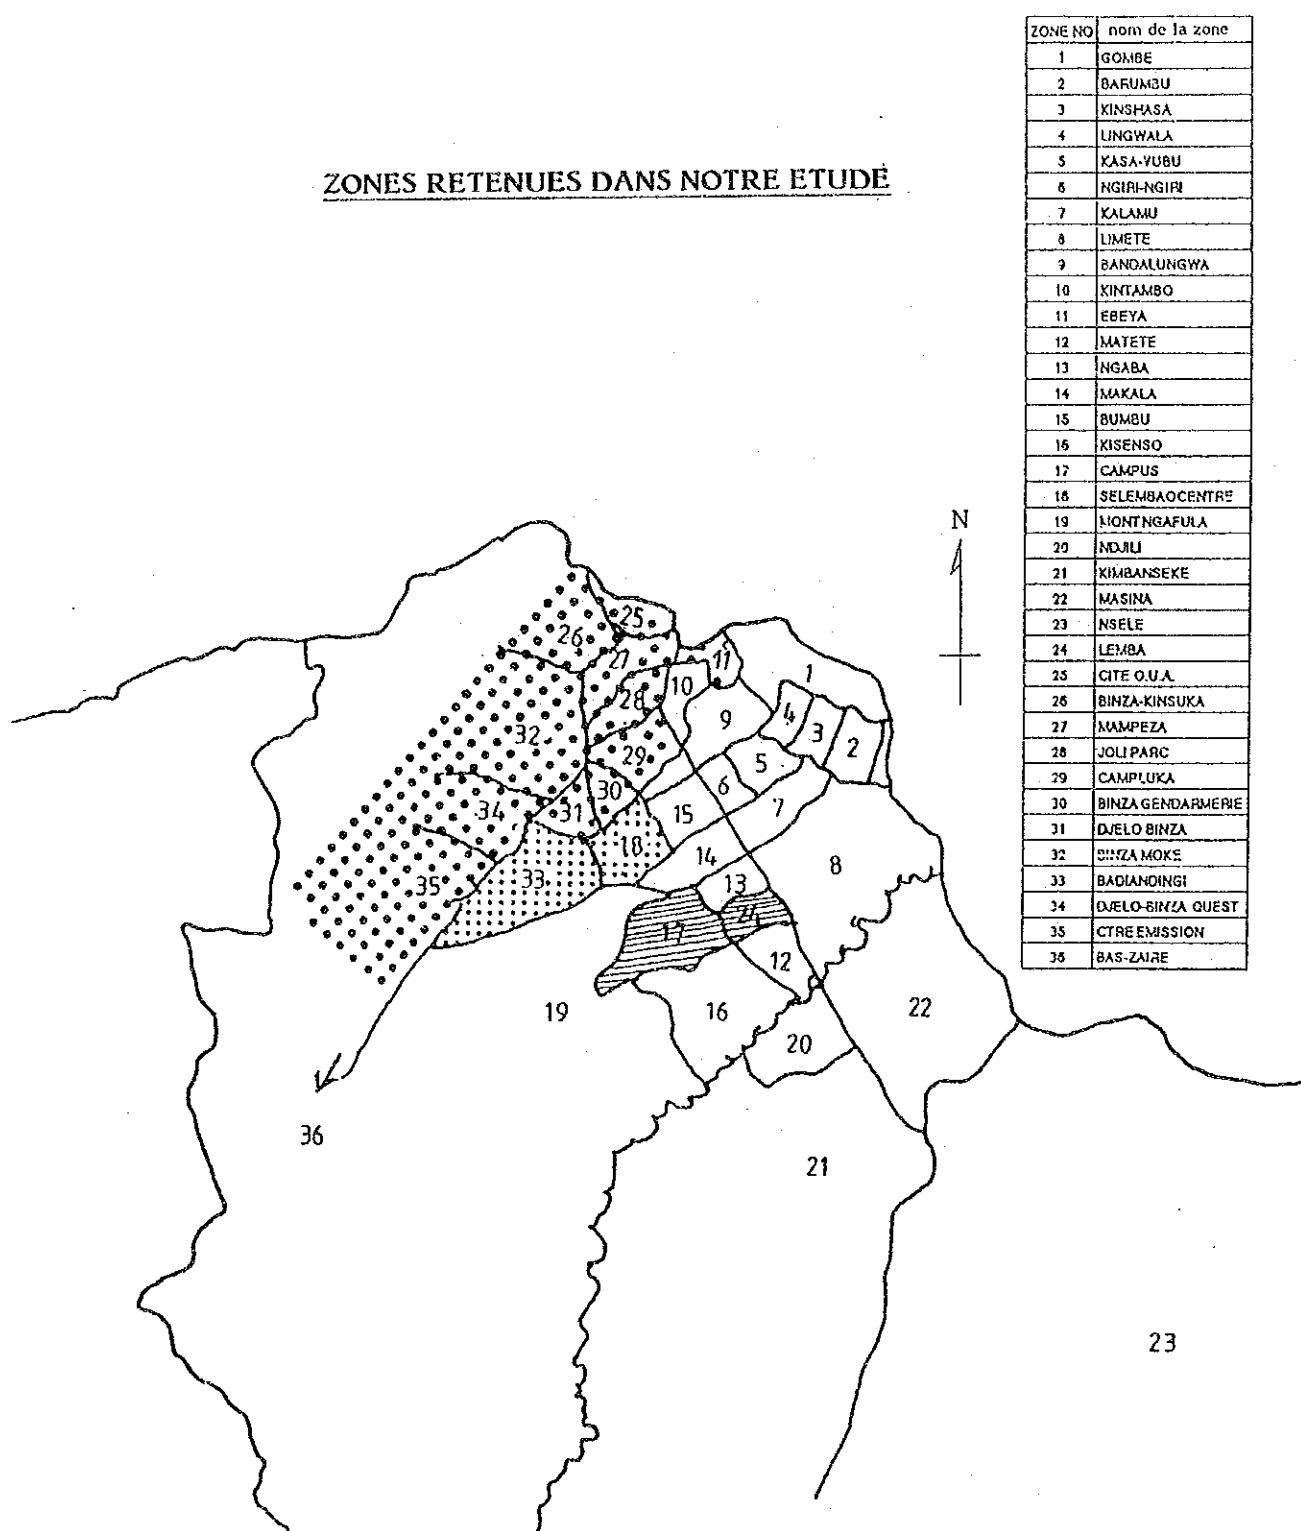 ZONES RETENUES DANS NOTRE ETUDE
ZONE NO nom de la zone
1 GOMBE
2 BARUMBU
3 KINSHASA
4 LINGWALA
5 KASA-VUBU
6 NGIRI-NGIRI
7 KALAMU
8 LIMETE
9 BANDALUNGWA
10 KINTAMBO
11 EBEYA
12 MATETE
13 NGABA
14 MAKALA
15 BUMBU
16 KISENSO
17 CAMPUS
18 SELEMBAO CENTRE
19 MONT NGAFULA
20 NDJILI
21 KIMBANSEKE
22 MASINA
23 NSELE
24 LEMBA
25 CITE O.U.A.
26 BINZA-KINSUKA
27 MAMPEZA
28 JOLI PARC
29 CAMP LUKA
30 BINZA GENDARMERIE
31 DJELO BINZA
32 BINZA MOKE
33 BADIANDINGI
34 DJELO-BINZA OUEST
35 CTRE EMISSION
36 BAS-ZAIRE
N
25
26
27
11
10
1
28
4
9
3
32
2
29
5
30
6
34
31
15
7
18
14
8
35
33
13
24
17
12
19
16
22
20
36
21
23